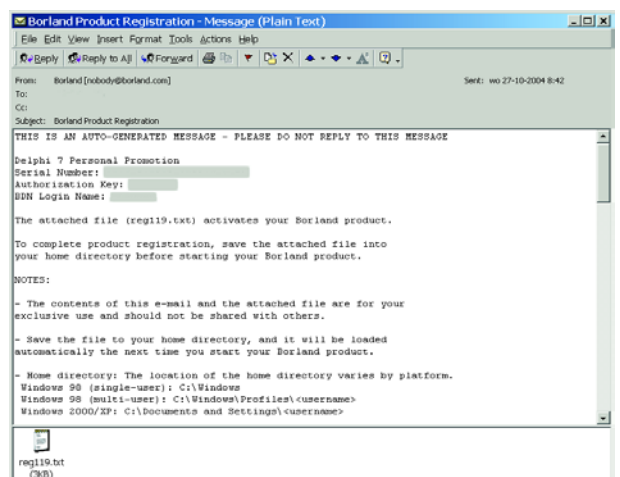 Borland Product Registration - Message (Plain Text)
File Edit View Insert Format Tools Actions Help
Reply Reply to All Forward
From: Borland [nobody@borland.com] Sent: wo 27-10-2004 8:42
To:
Cc:
Subject: Borland Product Registration
THIS IS AN AUTO-GENERATED MESSAGE - PLEASE DO NOT REPLY TO THIS MESSAGE
Delphi 7 Personal Promotion
Serial Number:
Authorization Key:
BDN Login Name:
The attached file (reg119.txt) activates your Borland product.
To complete product registration, save the attached file into
your home directory before starting your Borland product.
NOTES:
- The contents of this e-mail and the attached file are for your
exclusive use and should not be shared with others.
- Save the file to your home directory, and it will be loaded
automatically the next time you start your Borland product.
- Home directory: The location of the home directory varies by platform.
Windows 98 (single-user): C:\Windows
Windows 98 (multi-user): C:\Windows\Profiles\<username>
Windows 2000/XP: C:\Documents and Settings\<username>
reg119.txt
(3KB)